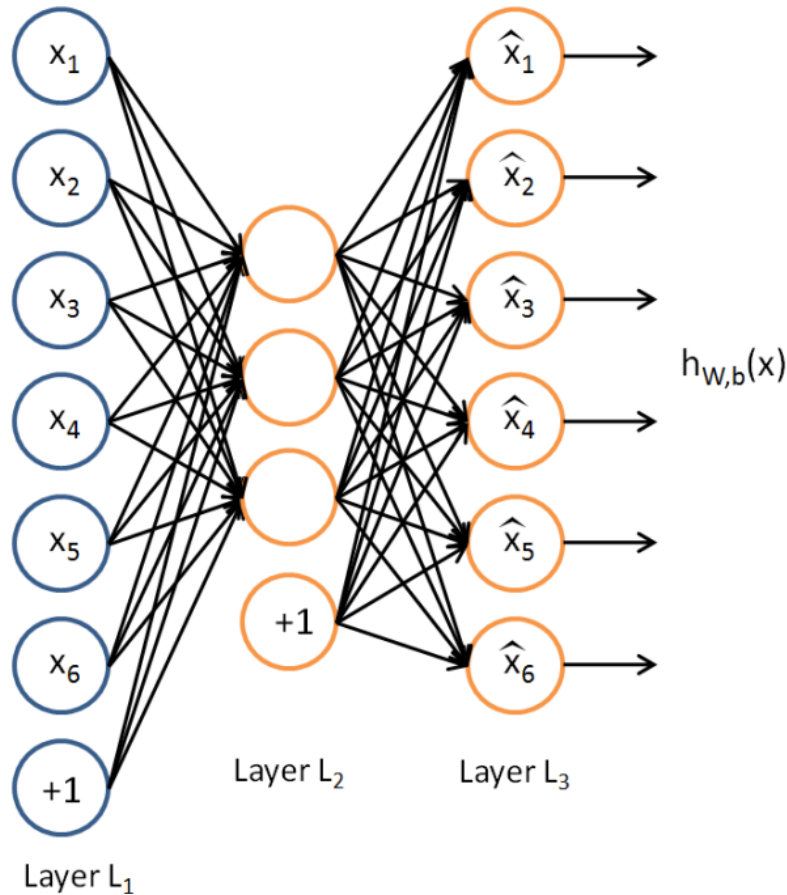 x₁
x₂
x₃
x₄
x₅
x₆
+1
Layer L₁
+1
Layer L₂
x̂₁
x̂₂
x̂₃
x̂₄
x̂₅
x̂₆
Layer L₃
h_{W,b}(x)